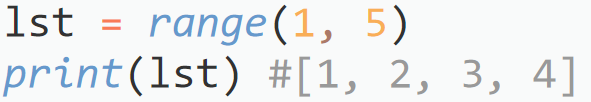 lst = range(1, 5)
print(lst) #[1, 2, 3, 4]